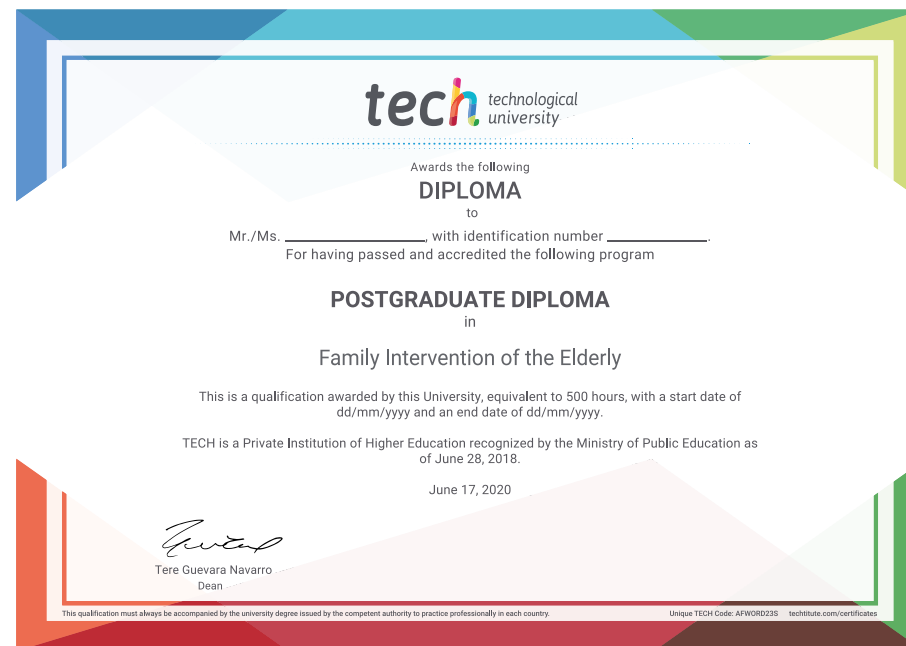 tech technological
university
Awards the following
DIPLOMA
to
Mr./Ms. ____________________, with identification number ______________.
For having passed and accredited the following program
POSTGRADUATE DIPLOMA
in
Family Intervention of the Elderly
This is a qualification awarded by this University, equivalent to 500 hours, with a start date of
dd/mm/yyyy and an end date of dd/mm/yyyy.
TECH is a Private Institution of Higher Education recognized by the Ministry of Public Education as
of June 28, 2018.
June 17, 2020
Tere Guevara Navarro
Dean
This qualification must always be accompanied by the university degree issued by the competent authority to practice professionally in each country.
Unique TECH Code: AFWORD23S techtitute.com/certificates